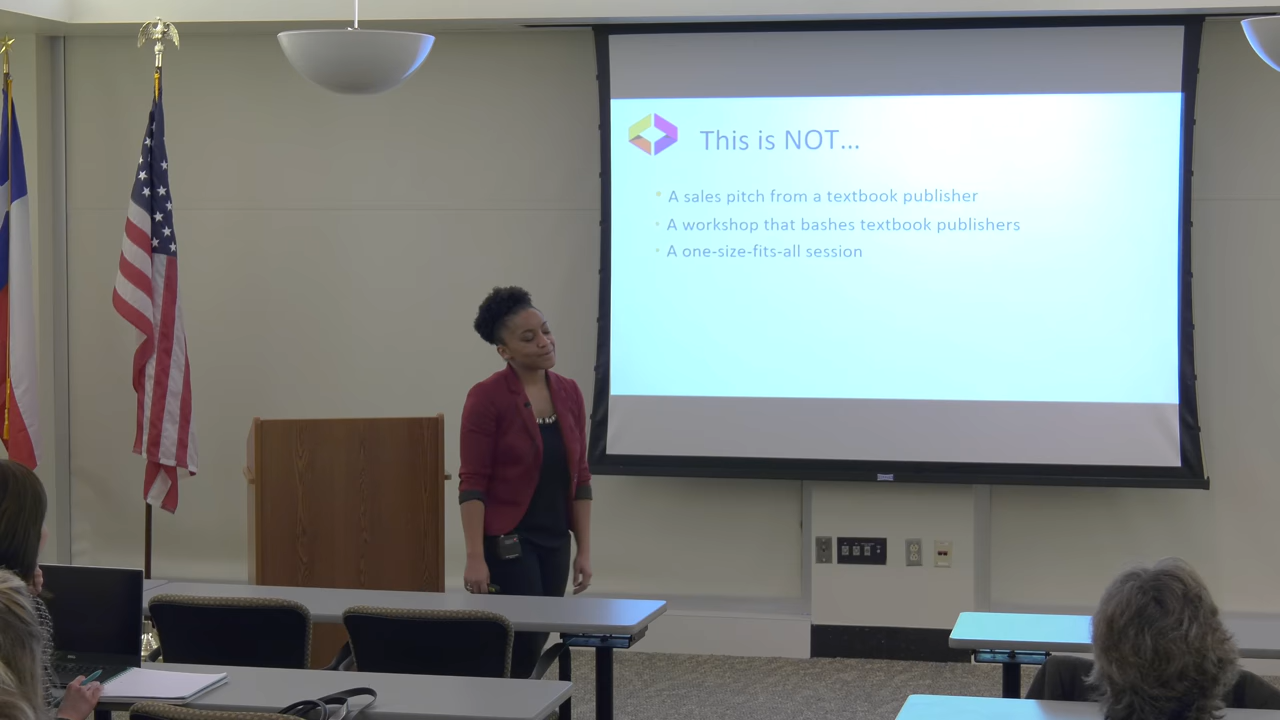 This is NOT...
A sales pitch from a textbook publisher
A workshop that bashes textbook publishers
A one-size-fits-all session